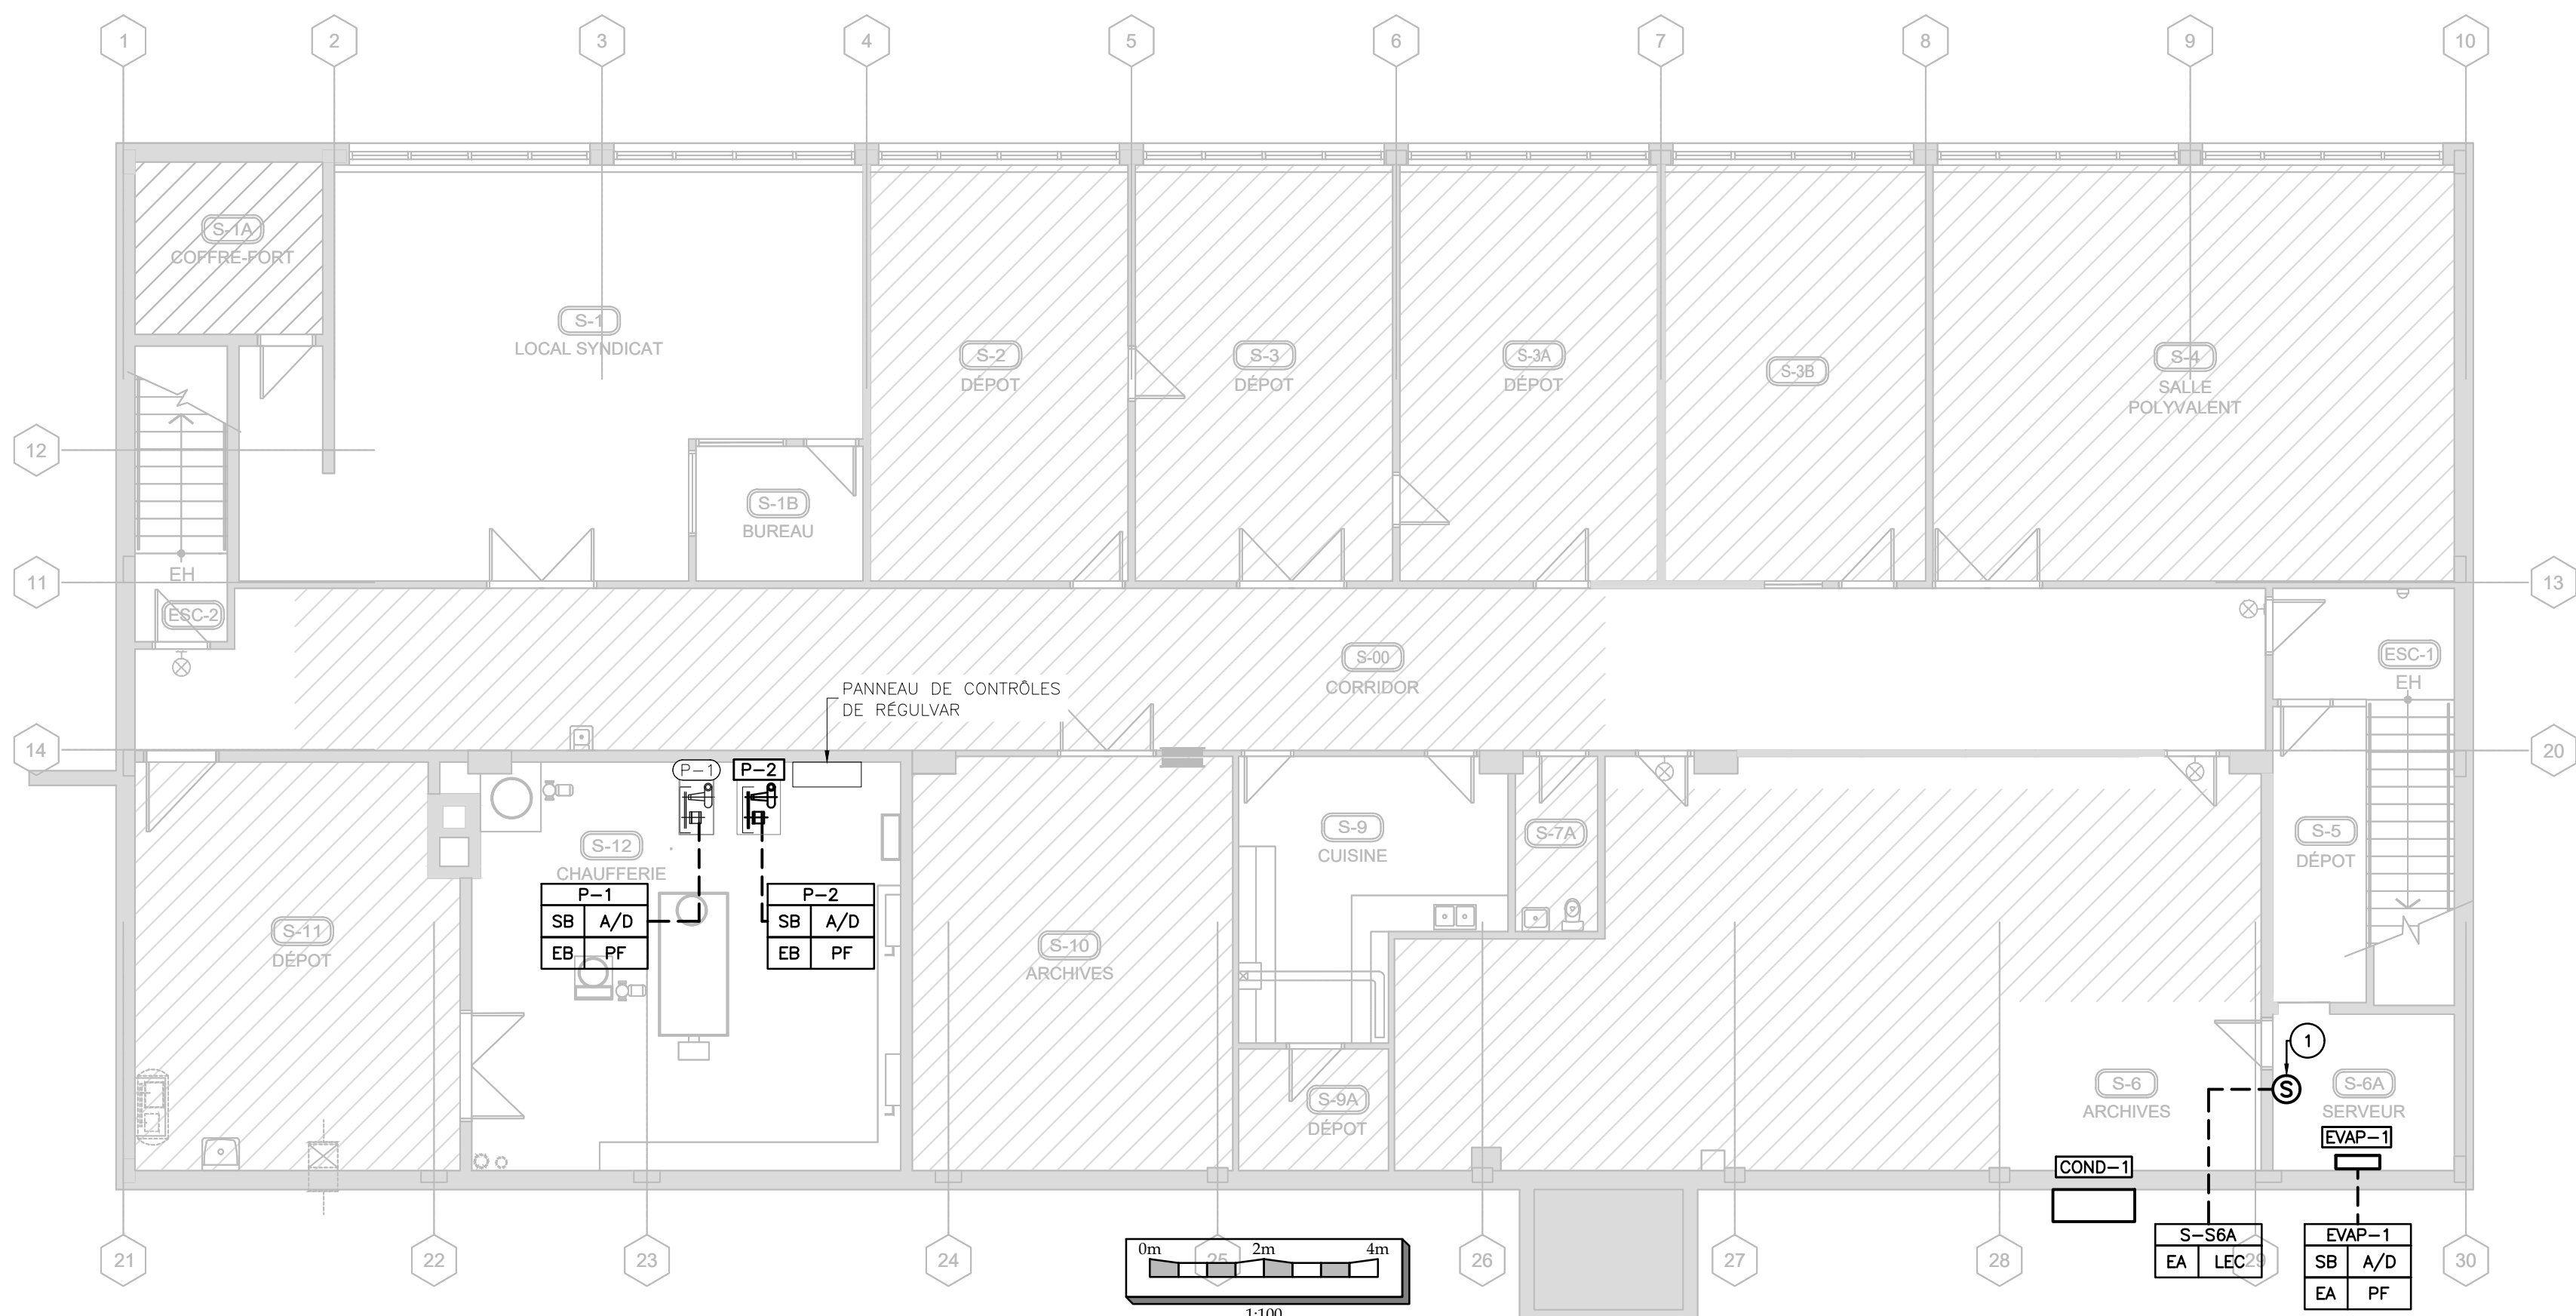 1 2 3 4 5 6 7 8 9 10
S-1A
COFFRE-FORT
S-1
LOCAL SYNDICAT
S-2
DÉPOT
S-3
DÉPOT
S-3A
DÉPOT
S-3B
S-4
SALLE
POLYVALENT
12
S-1B
BUREAU
11
EH
13
ESC-2
S-00
CORRIDOR
ESC-1
EH
PANNEAU DE CONTRÔLES
DE RÉGULVAR
14
20
P-1
P-2
S-12
CHAUFFERIE
S-9
CUISINE
S-7A
S-5
DÉPOT
P-1
SB A/D
EB PF
P-2
SB A/D
EB PF
S-11
DÉPOT
S-10
ARCHIVES
1
S
S-9A
DÉPOT
S-6
ARCHIVES
S-6A
SERVEUR
EVAP-1
COND-1
S-S6A
EA LEC
EVAP-1
SB A/D
EA PF
21 22 23 24 25 26 27 28 29 30
0m 2m 4m
1:100